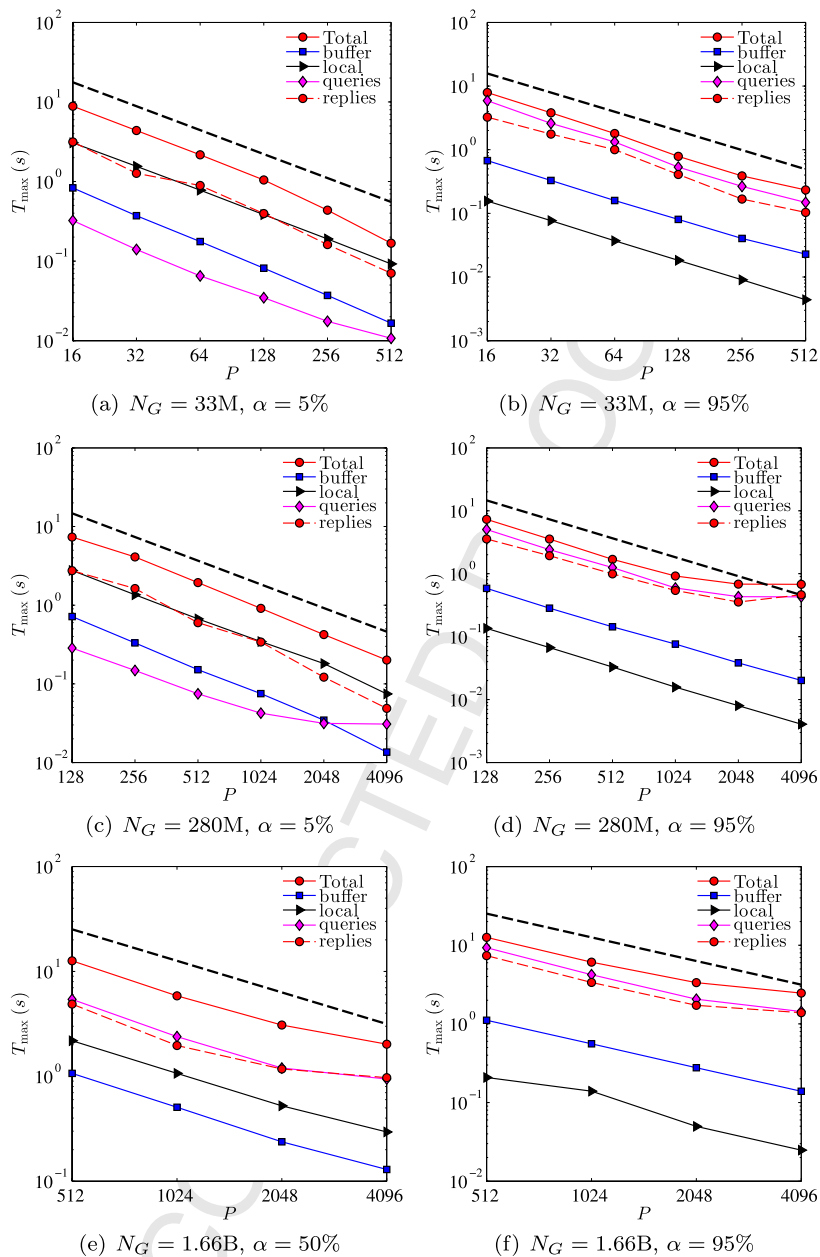 10^2
10^1
10^0
10^-1
10^-2
T_max (s)
16 32 64 128 256 512
P
Total
buffer
local
queries
replies
(a) N_G = 33M, α = 5%
10^2
10^1
10^0
10^-1
10^-2
10^-3
T_max (s)
16 32 64 128 256 512
P
Total
buffer
local
queries
replies
(b) N_G = 33M, α = 95%
10^2
10^1
10^0
10^-1
10^-2
T_max (s)
128 256 512 1024 2048 4096
P
Total
buffer
local
queries
replies
(c) N_G = 280M, α = 5%
10^2
10^1
10^0
10^-1
10^-2
10^-3
T_max (s)
128 256 512 1024 2048 4096
P
Total
buffer
local
queries
replies
(d) N_G = 280M, α = 95%
10^2
10^1
10^0
10^-1
T_max (s)
512 1024 2048 4096
P
Total
buffer
local
queries
replies
(e) N_G = 1.66B, α = 50%
10^2
10^1
10^0
10^-1
10^-2
T_max (s)
512 1024 2048 4096
P
Total
buffer
local
queries
replies
(f) N_G = 1.66B, α = 95%